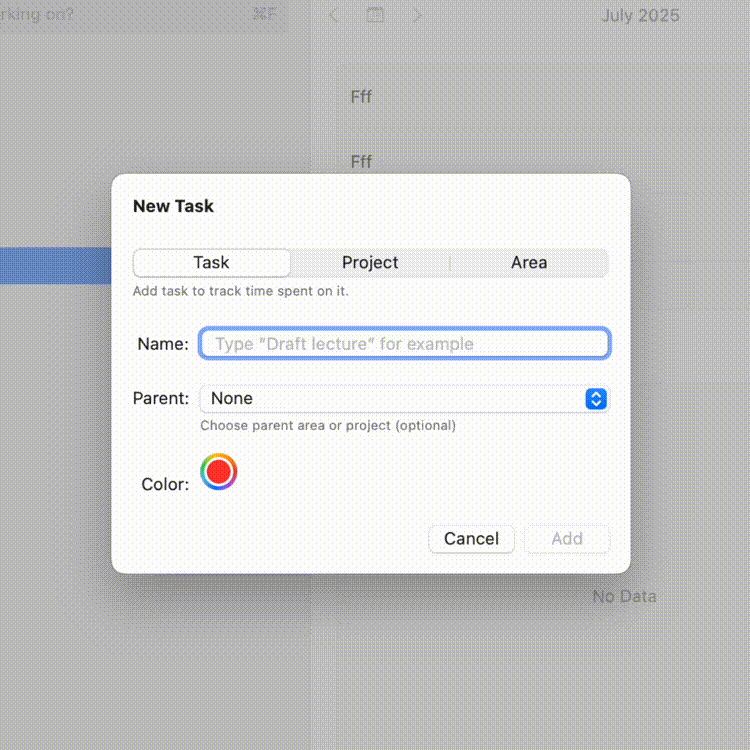 rking on? ⌘F
July 2025
Fff
Fff
New Task
Task Project Area
Add task to track time spent on it.
Name: Type “Draft lecture” for example
Parent: None
Choose parent area or project (optional)
Color:
Cancel Add
No Data